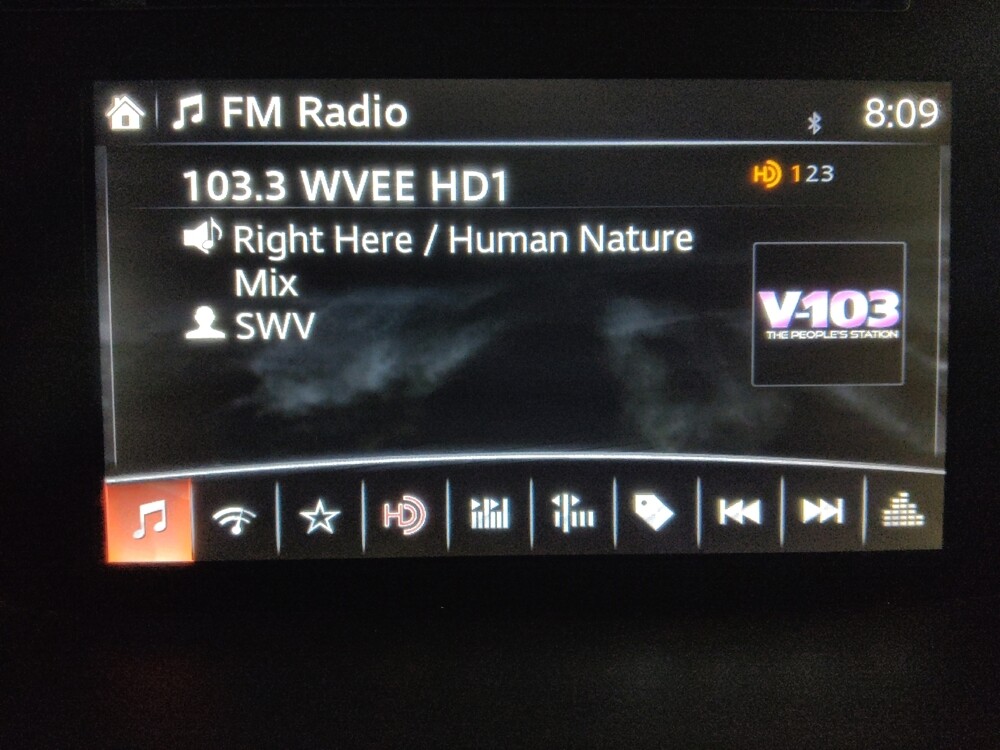 FM Radio
8:09
103.3 WVEE HD1
HD 123
Right Here / Human Nature
Mix
SWV
V-103
THE PEOPLE'S STATION
HD